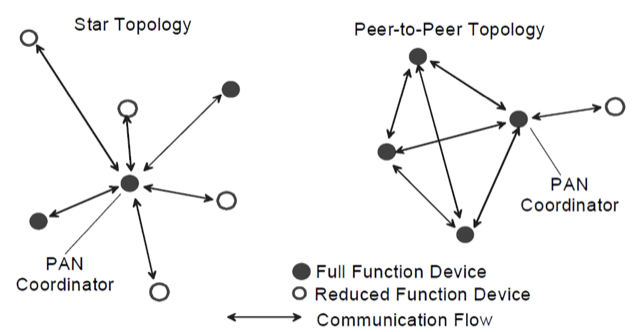 Star Topology
Peer-to-Peer Topology
PAN
Coordinator
PAN
Coordinator
Full Function Device
Reduced Function Device
Communication Flow